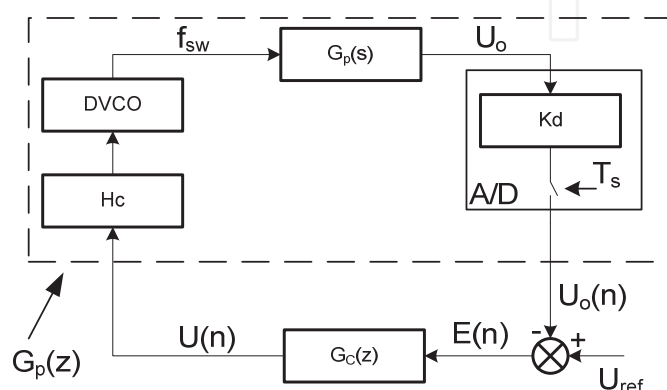 f_sw
G_p(s)
U_o
DVCO
Kd
Hc
T_s
A/D
U_o(n)
G_p(z)
U(n)
G_C(z)
E(n)
-
+
U_ref